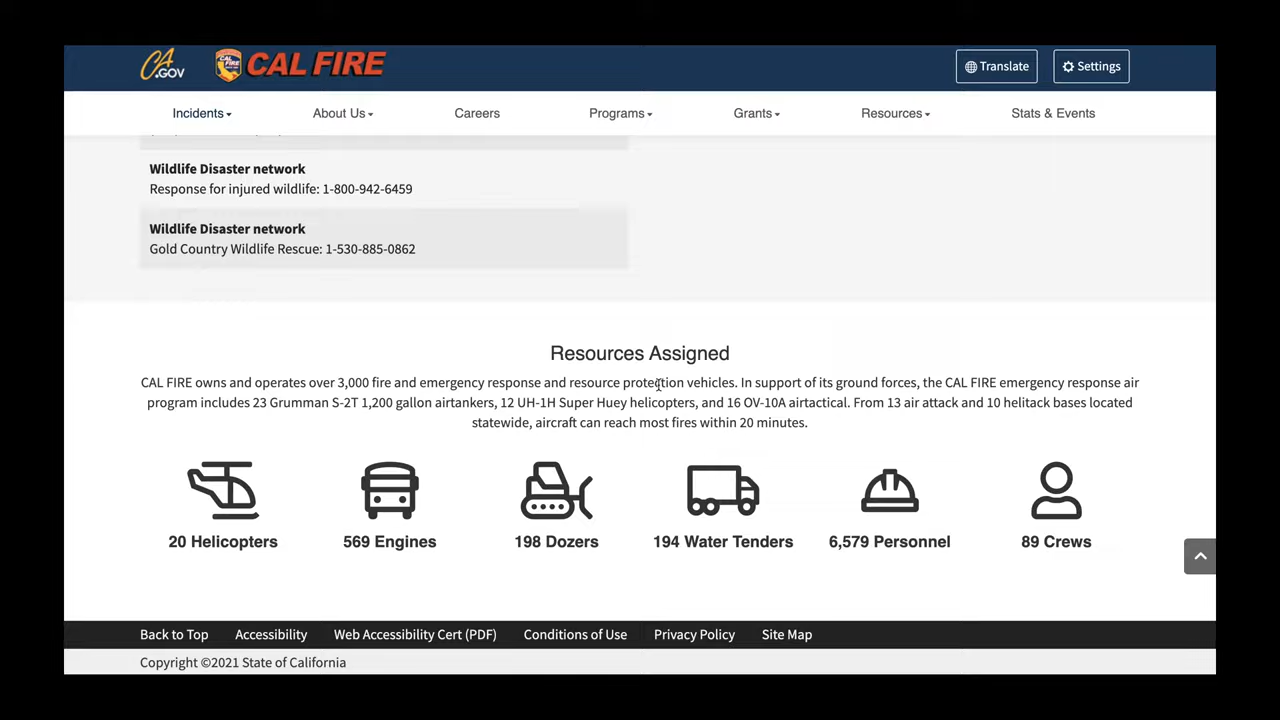 CA.GOV
CAL FIRE
CAL FIRE
Translate
Settings
Incidents
About Us
Careers
Programs
Grants
Resources
Stats & Events
Wildlife Disaster network
Response for injured wildlife: 1-800-942-6459
Wildlife Disaster network
Gold Country Wildlife Rescue: 1-530-885-0862
Resources Assigned
CAL FIRE owns and operates over 3,000 fire and emergency response and resource protection vehicles. In support of its ground forces, the CAL FIRE emergency response air
program includes 23 Grumman S-2T 1,200 gallon airtankers, 12 UH-1H Super Huey helicopters, and 16 OV-10A airtactical. From 13 air attack and 10 helitack bases located
statewide, aircraft can reach most fires within 20 minutes.
20 Helicopters
569 Engines
198 Dozers
194 Water Tenders
6,579 Personnel
89 Crews
Back to Top
Accessibility
Web Accessibility Cert (PDF)
Conditions of Use
Privacy Policy
Site Map
Copyright ©2021 State of California